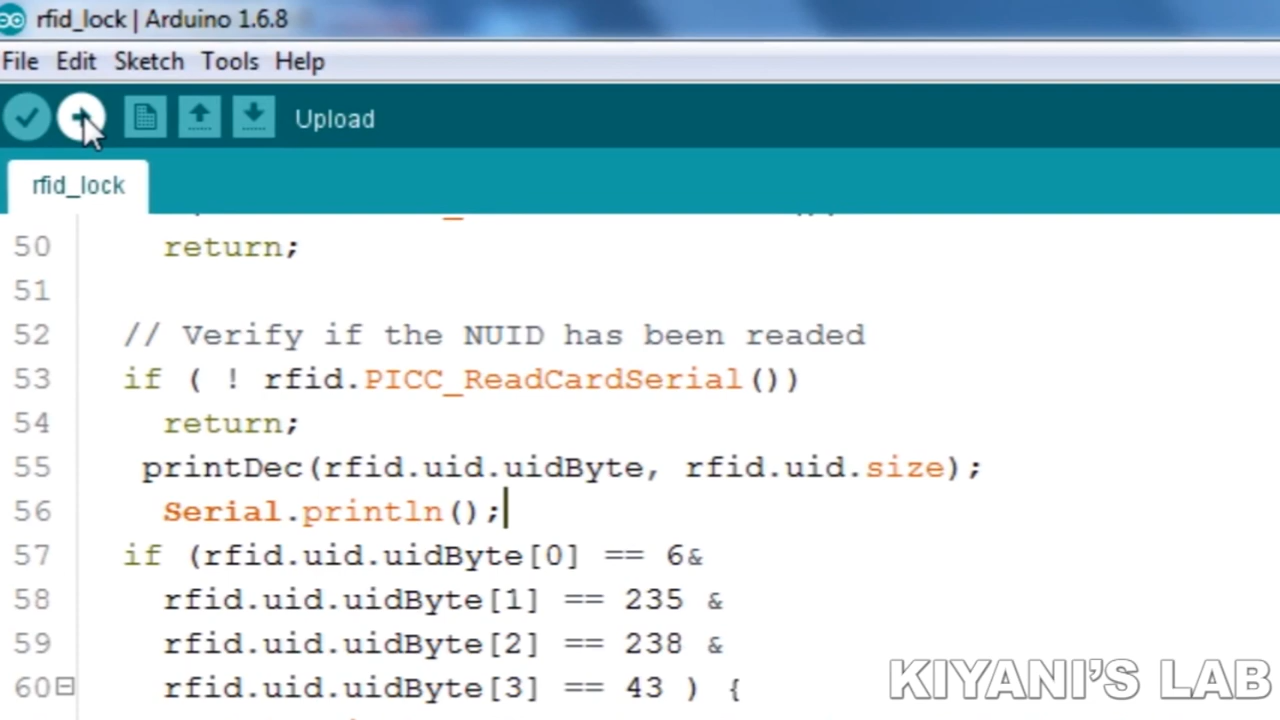 rfid_lock | Arduino 1.6.8
File Edit Sketch Tools Help
Upload
rfid_lock
50 return;
51
52 // Verify if the NUID has been readed
53 if ( ! rfid.PICC_ReadCardSerial())
54 return;
55 printDec(rfid.uid.uidByte, rfid.uid.size);
56 Serial.println();
57 if (rfid.uid.uidByte[0] == 6&
58 rfid.uid.uidByte[1] == 235 &
59 rfid.uid.uidByte[2] == 238 &
60 rfid.uid.uidByte[3] == 43 ) {
KIYANI'S LAB